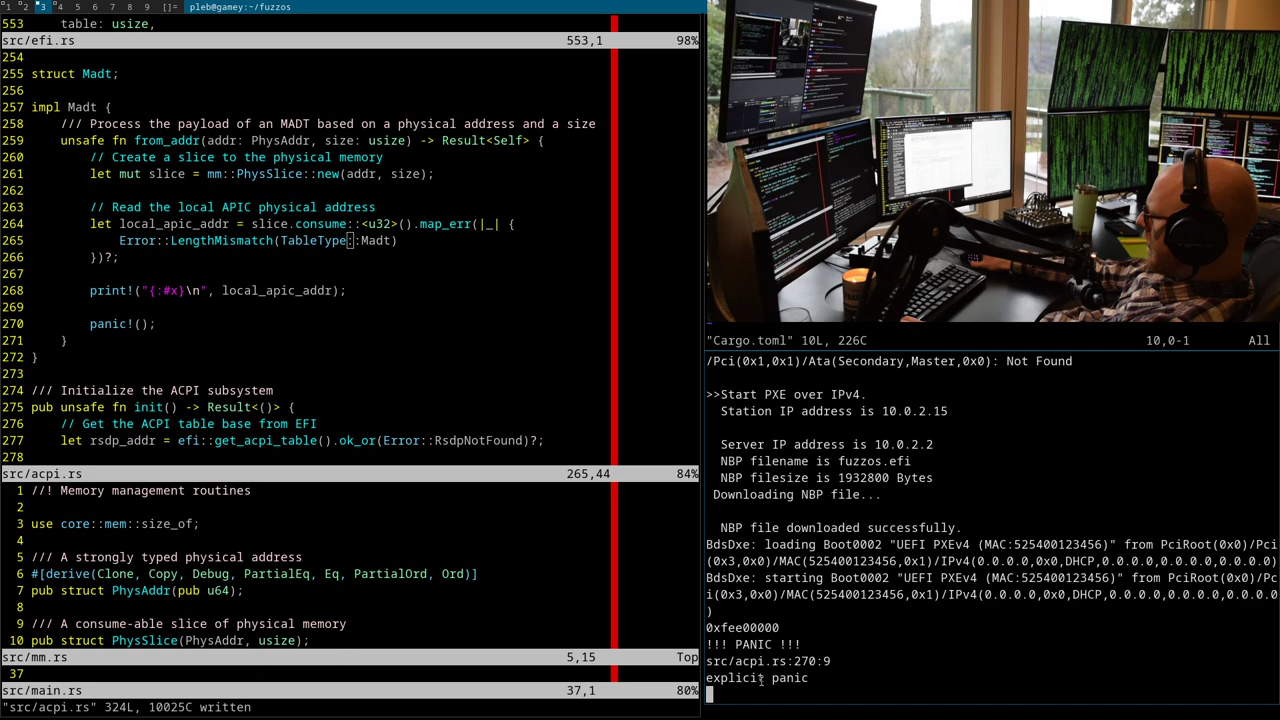 1 2 3 4 5 6 7 8 9 []= pleb@gamey:~/fuzzos
553     table: usize,
src/efi.rs 553,1 98%
254
255 struct Madt;
256
257 impl Madt {
258     /// Process the payload of an MADT based on a physical address and a size
259     unsafe fn from_addr(addr: PhysAddr, size: usize) -> Result<Self> {
260         // Create a slice to the physical memory
261         let mut slice = mm::PhysSlice::new(addr, size);
262
263         // Read the local APIC physical address
264         let local_apic_addr = slice.consume::<u32>().map_err(|_| {
265             Error::LengthMismatch(TableType::Madt)
266         })?;
267
268         print!("{:#x}\n", local_apic_addr);
269
270         panic!();
271     }
272 }
273
274 /// Initialize the ACPI subsystem
275 pub unsafe fn init() -> Result<()> {
276     // Get the ACPI table base from EFI
277     let rsdp_addr = efi::get_acpi_table().ok_or(Error::RsdpNotFound)?;
278
src/acpi.rs 265,44 84%
1 //! Memory management routines
2
3 use core::mem::size_of;
4
5 /// A strongly typed physical address
6 #[derive(Clone, Copy, Debug, PartialEq, Eq, PartialOrd, Ord)]
7 pub struct PhysAddr(pub u64);
8
9 /// A consume-able slice of physical memory
10 pub struct PhysSlice(PhysAddr, usize);
src/mm.rs 5,15 Top
37
src/main.rs 37,1 80%
"src/acpi.rs" 324L, 10025C written
"Cargo.toml" 10L, 226C 10,0-1 All
/Pci(0x1,0x1)/Ata(Secondary,Master,0x0): Not Found
>>Start PXE over IPv4.
Station IP address is 10.0.2.15
Server IP address is 10.0.2.2
NBP filename is fuzzos.efi
NBP filesize is 1932800 Bytes
Downloading NBP file...
NBP file downloaded successfully.
BdsDxe: loading Boot0002 "UEFI PXEv4 (MAC:525400123456)" from PciRoot(0x0)/Pci
(0x3,0x0)/MAC(525400123456,0x1)/IPv4(0.0.0.0,0x0,DHCP,0.0.0.0,0.0.0.0,0.0.0.0)
BdsDxe: starting Boot0002 "UEFI PXEv4 (MAC:525400123456)" from PciRoot(0x0)/Pc
i(0x3,0x0)/MAC(525400123456,0x1)/IPv4(0.0.0.0,0x0,DHCP,0.0.0.0,0.0.0.0,0.0.0.0
)
0xfee00000
!!! PANIC !!!
src/acpi.rs:270:9
explicit panic